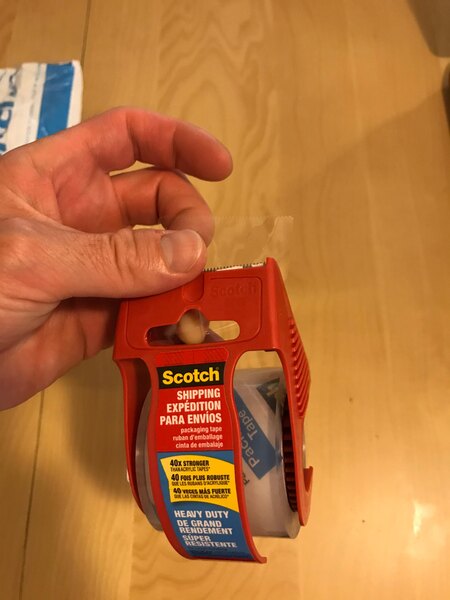 Scotch
Scotch
SHIPPING
EXPÉDITION
PARA ENVÍOS
packaging tape
ruban d'emballage
cinta de embalaje
40X STRONGER
THAN ACRYLIC TAPES*
40 FOIS PLUS ROBUSTE
QUE LES RUBANS D'ACRYLIQUE*
40 VECES MÁS FUERTE
QUE LAS CINTAS DE ACRÍLICO*
HEAVY DUTY
DE GRAND
RENDEMENT
SÚPER
RESISTENTE
Tape